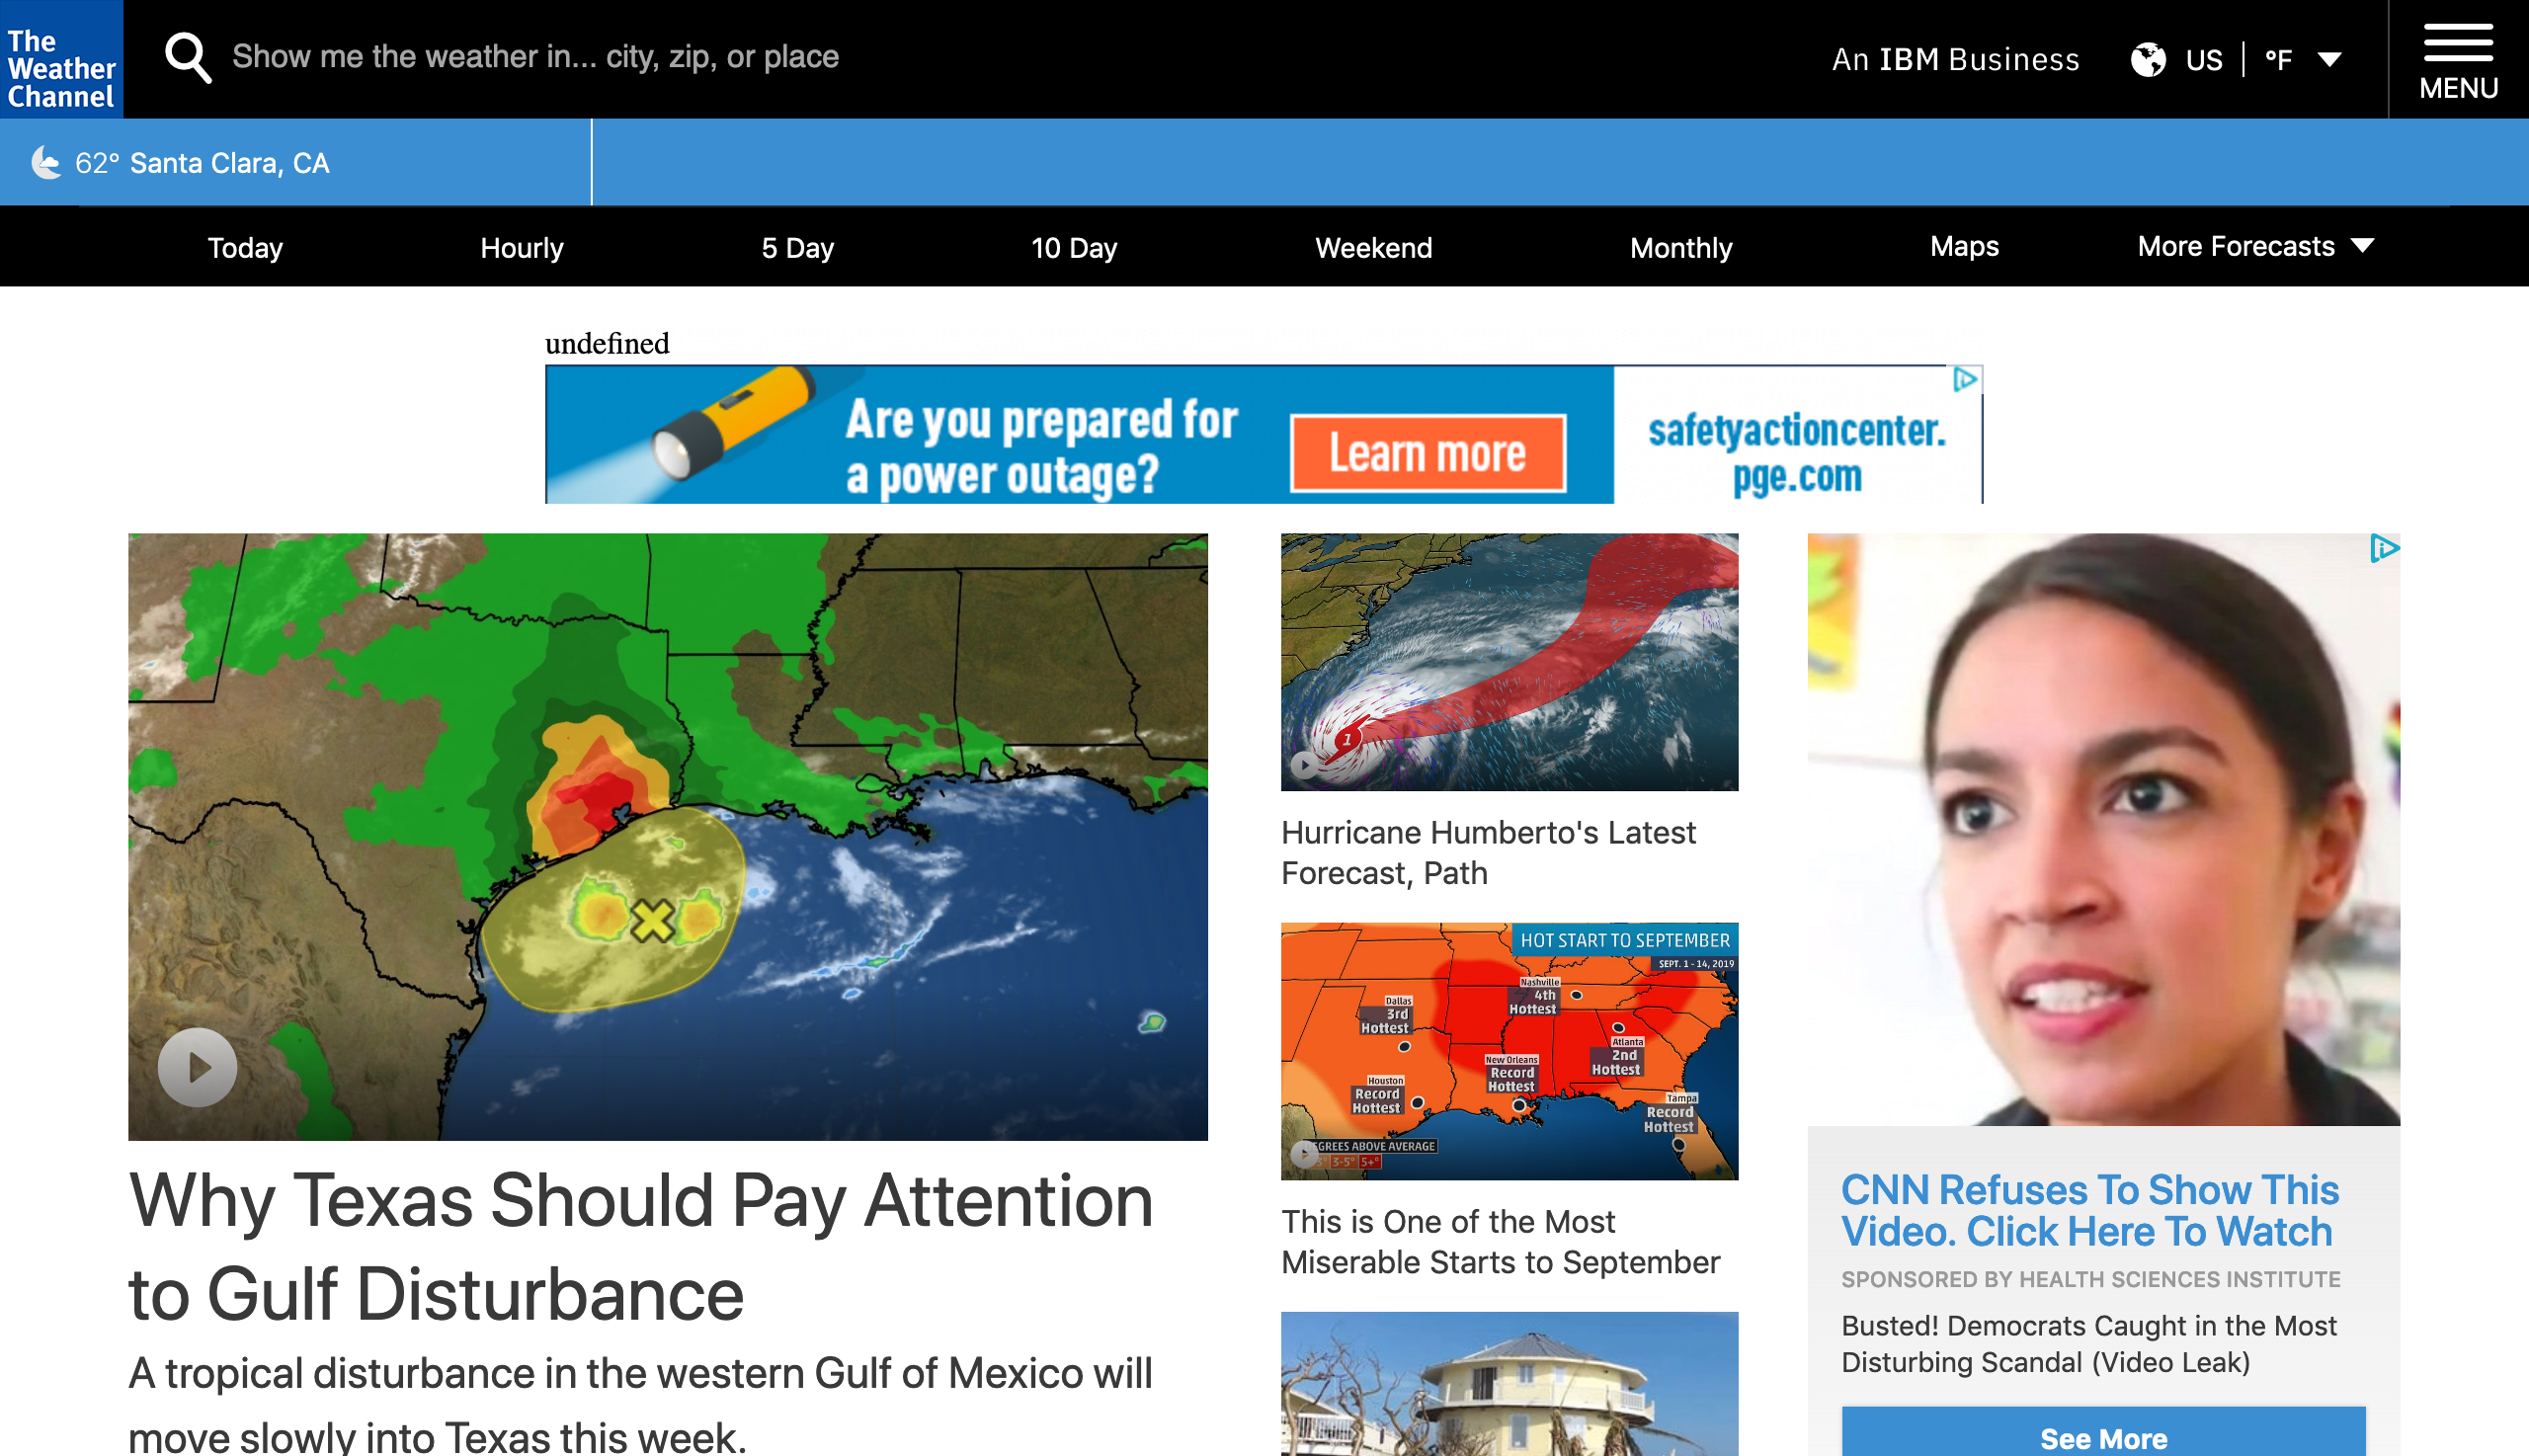 The
Weather
Channel
Show me the weather in... city, zip, or place
An IBM Business
US
°F
MENU
62° Santa Clara, CA
Today
Hourly
5 Day
10 Day
Weekend
Monthly
Maps
More Forecasts
undefined
Are you prepared for
a power outage?
Learn more
safetyactioncenter.
pge.com
Why Texas Should Pay Attention
to Gulf Disturbance
A tropical disturbance in the western Gulf of Mexico will
move slowly into Texas this week.
1
Hurricane Humberto's Latest
Forecast, Path
HOT START TO SEPTEMBER
SEPT. 1 - 14, 2019
Nashville
4th
Hottest
Dallas
3rd
Hottest
Atlanta
2nd
Hottest
New Orleans
Record
Hottest
Houston
Record
Hottest
Tampa
Record
Hottest
ABOVE AVERAGE
3-5° 5+°
This is One of the Most
Miserable Starts to September
CNN Refuses To Show This
Video. Click Here To Watch
SPONSORED BY HEALTH SCIENCES INSTITUTE
Busted! Democrats Caught in the Most
Disturbing Scandal (Video Leak)
See More